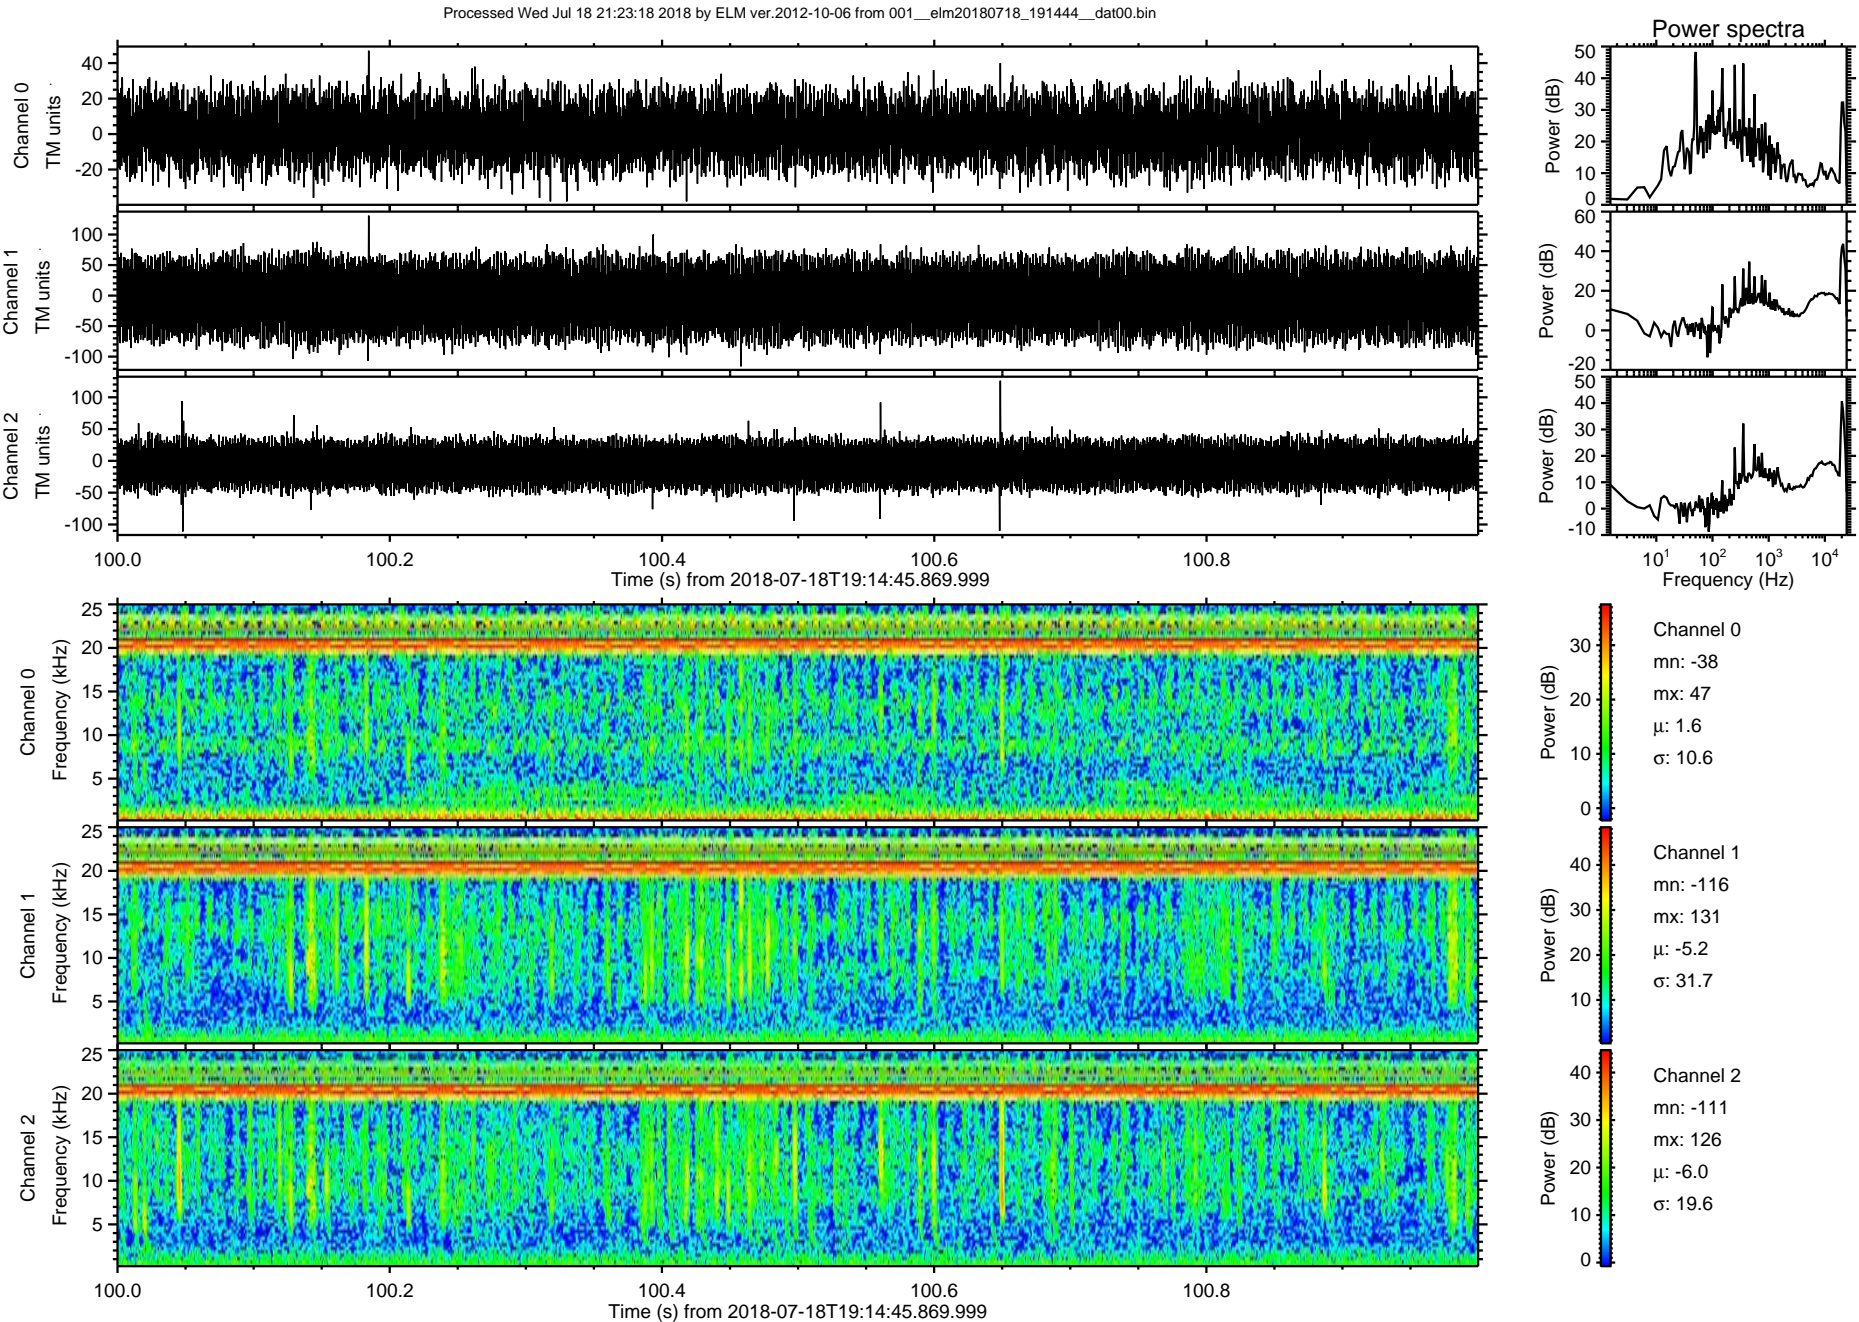 Processed Wed Jul 18 21:23:18 2018 by ELM ver.2012-10-06 from 001__elm20180718_191444__dat00.bin
Power spectra
Channel 0
TM units
40
20
0
-20
Power (dB)
50
40
30
20
10
0
Channel 1
TM units
100
50
0
-50
-100
Power (dB)
60
40
20
0
-20
Channel 2
TM units
100
50
0
-50
-100
Power (dB)
50
40
30
20
10
0
-10
100.0 100.2 100.4 100.6 100.8
Time (s) from 2018-07-18T19:14:45.869.999
10^1 10^2 10^3 10^4
Frequency (Hz)
Channel 0
Frequency (kHz)
25
20
15
10
5
Power (dB)
30
20
10
0
Channel 0
mn: -38
mx: 47
μ: 1.6
σ: 10.6
Channel 1
Frequency (kHz)
25
20
15
10
5
Power (dB)
40
30
20
10
Channel 1
mn: -116
mx: 131
μ: -5.2
σ: 31.7
Channel 2
Frequency (kHz)
25
20
15
10
5
Power (dB)
40
30
20
10
0
Channel 2
mn: -111
mx: 126
μ: -6.0
σ: 19.6
100.0 100.2 100.4 100.6 100.8
Time (s) from 2018-07-18T19:14:45.869.999